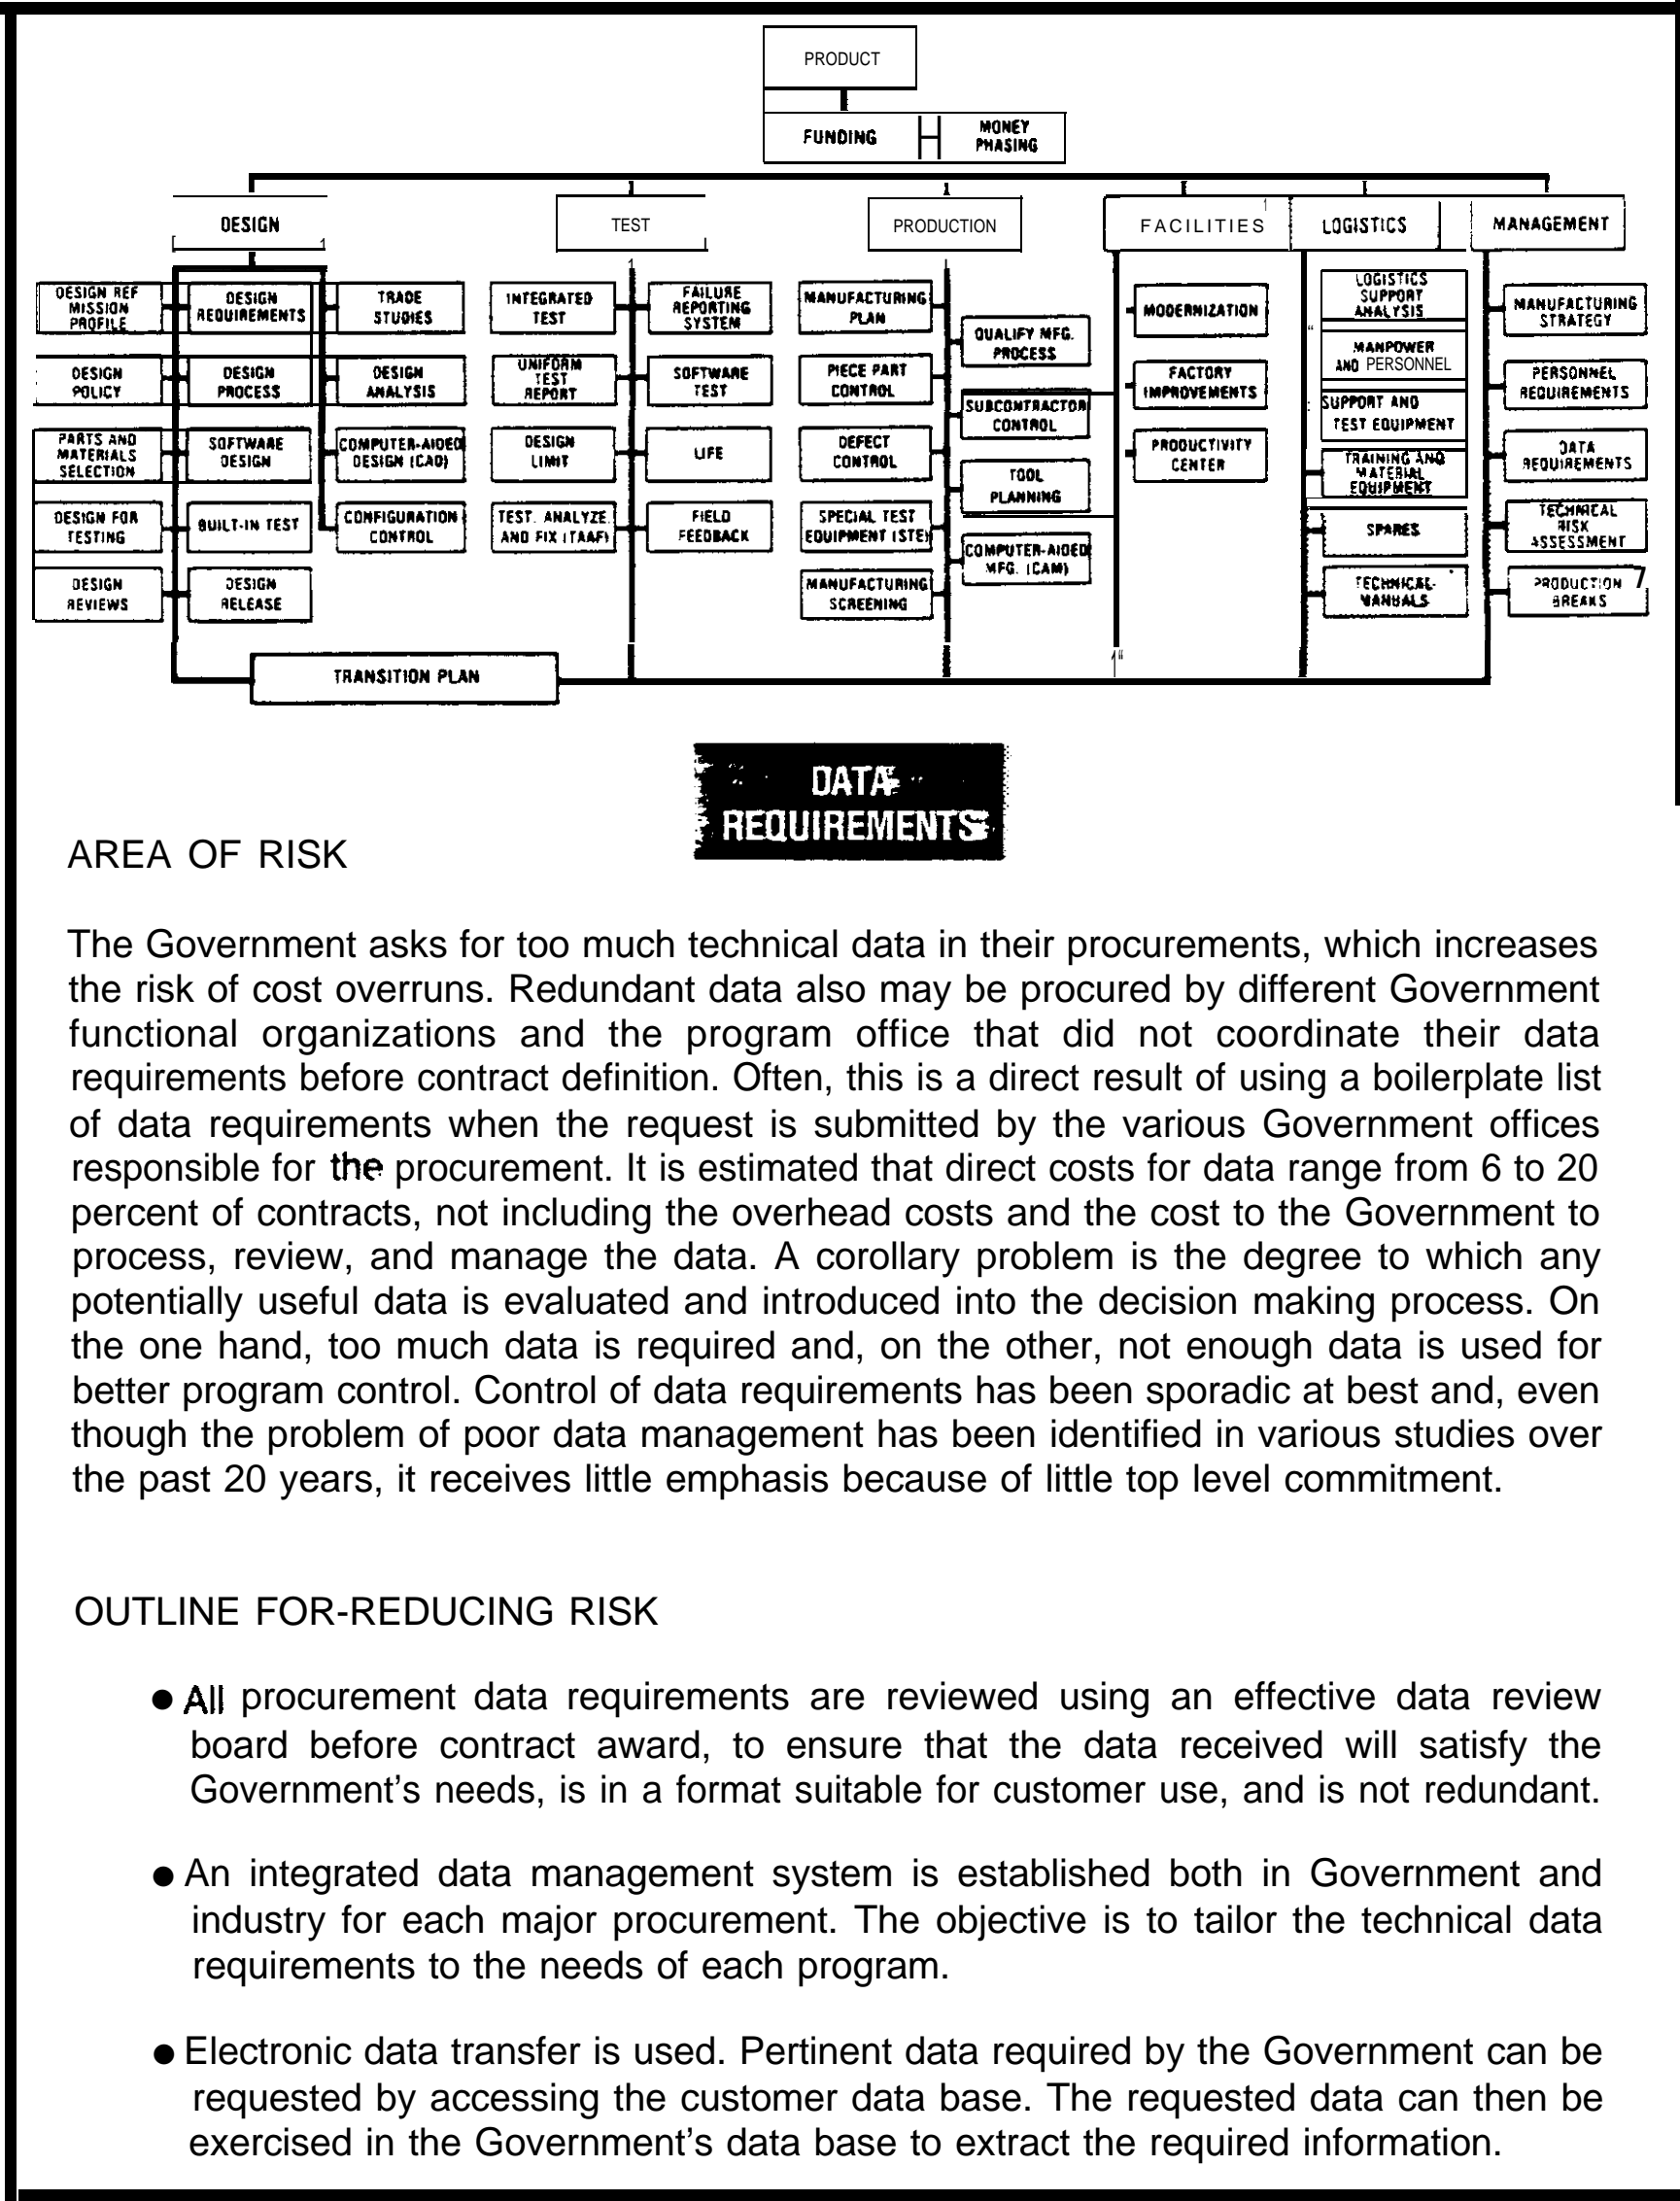 PRODUCT
FUNDING
MONEY
PHASING
DESIGN
TEST
PRODUCTION
FACILITIES
LOGISTICS
MANAGEMENT
DESIGN REF
MISSION
PROFILE
DESIGN
REQUIREMENTS
TRADE
STUDIES
DESIGN
POLICY
DESIGN
PROCESS
DESIGN
ANALYSIS
PARTS AND
MATERIALS
SELECTION
SOFTWARE
DESIGN
COMPUTER-AIDED
DESIGN (CAD)
DESIGN FOR
TESTING
BUILT-IN TEST
CONFIGURATION
CONTROL
DESIGN
REVIEWS
DESIGN
RELEASE
INTEGRATED
TEST
FAILURE
REPORTING
SYSTEM
UNIFORM
TEST
REPORT
SOFTWARE
TEST
DESIGN
LIMIT
LIFE
TEST. ANALYZE
AND FIX (TAAF)
FIELD
FEEDBACK
MANUFACTURING
PLAN
QUALIFY MFG.
PROCESS
PIECE PART
CONTROL
SUBCONTRACTOR
CONTROL
DEFECT
CONTROL
TOOL
PLANNING
SPECIAL TEST
EQUIPMENT (STE)
COMPUTER-AIDED
MFG. (CAM)
MANUFACTURING
SCREENING
MODERNIZATION
FACTORY
IMPROVEMENTS
PRODUCTIVITY
CENTER
LOGISTICS
SUPPORT
ANALYSIS
MANPOWER
AND PERSONNEL
SUPPORT AND
TEST EQUIPMENT
TRAINING AND
MATERIAL
EQUIPMENT
SPARES
TECHNICAL-
MANUALS
MANUFACTURING
STRATEGY
PERSONNEL
REQUIREMENTS
DATA
REQUIREMENTS
TECHNICAL
RISK
ASSESSMENT
PRODUCTION
BREAKS
TRANSITION PLAN
DATA
REQUIREMENTS
AREA OF RISK
The Government asks for too much technical data in their procurements, which increases
the risk of cost overruns. Redundant data also may be procured by different Government
functional organizations and the program office that did not coordinate their data
requirements before contract definition. Often, this is a direct result of using a boilerplate list
of data requirements when the request is submitted by the various Government offices
responsible for the procurement. It is estimated that direct costs for data range from 6 to 20
percent of contracts, not including the overhead costs and the cost to the Government to
process, review, and manage the data. A corollary problem is the degree to which any
potentially useful data is evaluated and introduced into the decision making process. On
the one hand, too much data is required and, on the other, not enough data is used for
better program control. Control of data requirements has been sporadic at best and, even
though the problem of poor data management has been identified in various studies over
the past 20 years, it receives little emphasis because of little top level commitment.
OUTLINE FOR-REDUCING RISK
● All procurement data requirements are reviewed using an effective data review
board before contract award, to ensure that the data received will satisfy the
Government's needs, is in a format suitable for customer use, and is not redundant.
● An integrated data management system is established both in Government and
industry for each major procurement. The objective is to tailor the technical data
requirements to the needs of each program.
● Electronic data transfer is used. Pertinent data required by the Government can be
requested by accessing the customer data base. The requested data can then be
exercised in the Government's data base to extract the required information.